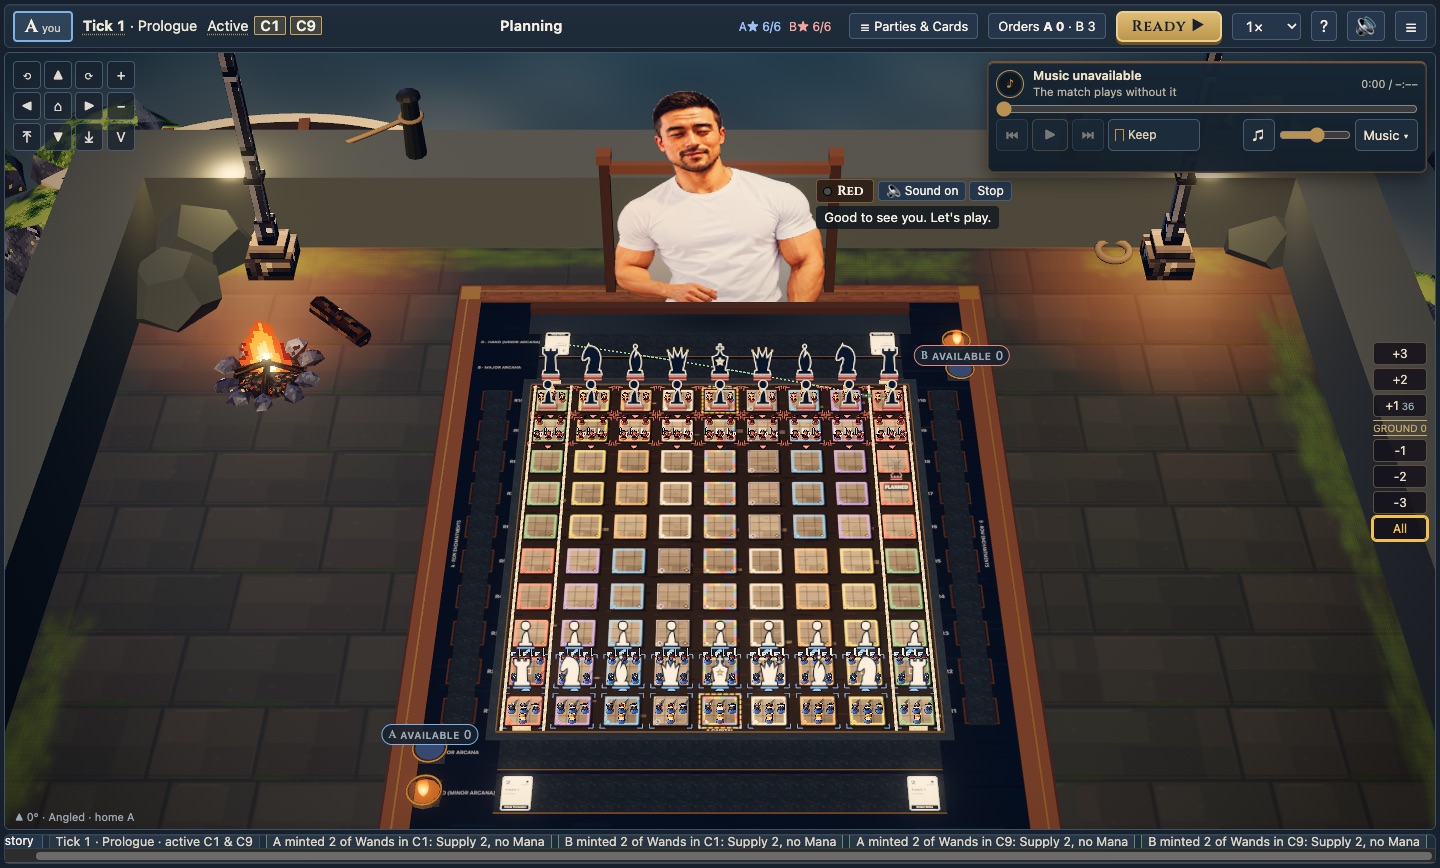 A you
Tick 1 · Prologue Active C1 C9
Planning
A★ 6/6 B★ 6/6
≡ Parties & Cards
Orders A 0 · B 3
READY ▶
1x
?
V
Music unavailable
The match plays without it
0:00 / –:––
Keep
Music
RED
Sound on
Stop
Good to see you. Let's play.
B AVAILABLE 0
+3
+2
+1 36
GROUND 0
-1
-2
-3
All
PLANNED
A AVAILABLE 0
▲ 0° · Angled · home A
story
Tick 1 · Prologue · active C1 & C9
A minted 2 of Wands in C1: Supply 2, no Mana
B minted 2 of Wands in C1: Supply 2, no Mana
A minted 2 of Wands in C9: Supply 2, no Mana
B minted 2 of Wands in C9: Supply 2, no Mana